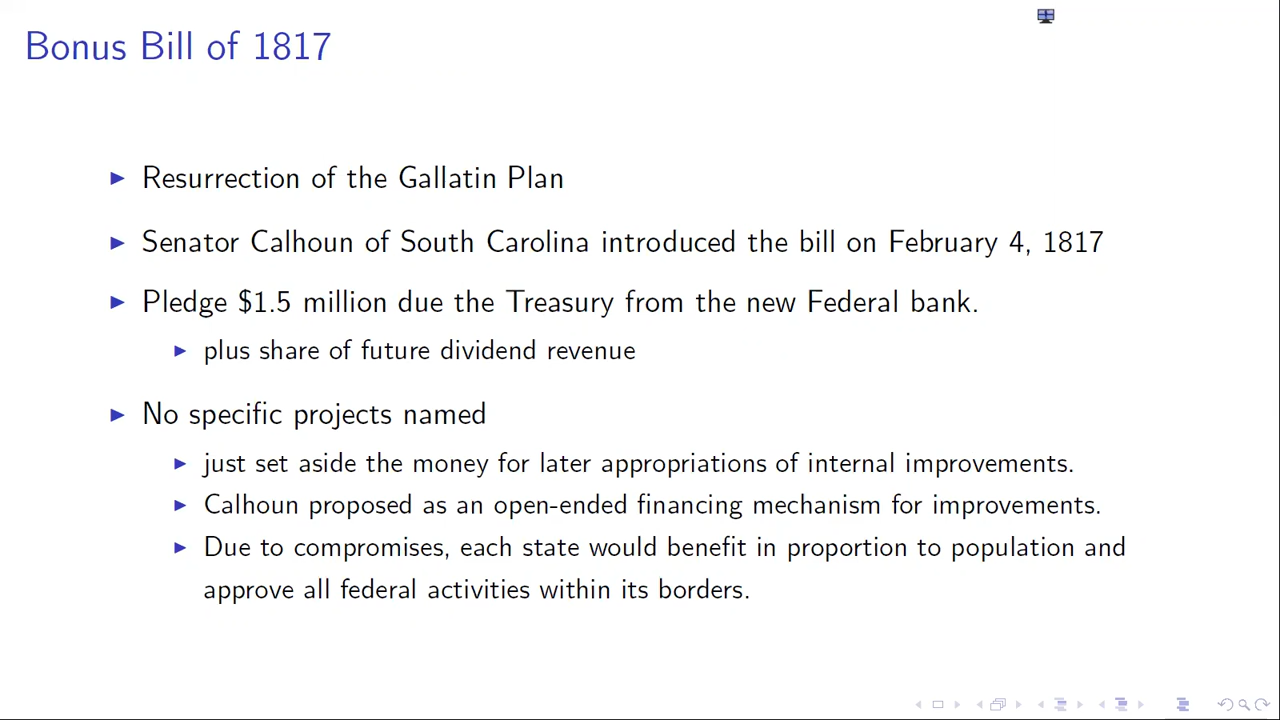 Bonus Bill of 1817
Resurrection of the Gallatin Plan
Senator Calhoun of South Carolina introduced the bill on February 4, 1817
Pledge $1.5 million due the Treasury from the new Federal bank.
plus share of future dividend revenue
No specific projects named
just set aside the money for later appropriations of internal improvements.
Calhoun proposed as an open-ended financing mechanism for improvements.
Due to compromises, each state would benefit in proportion to population and
approve all federal activities within its borders.